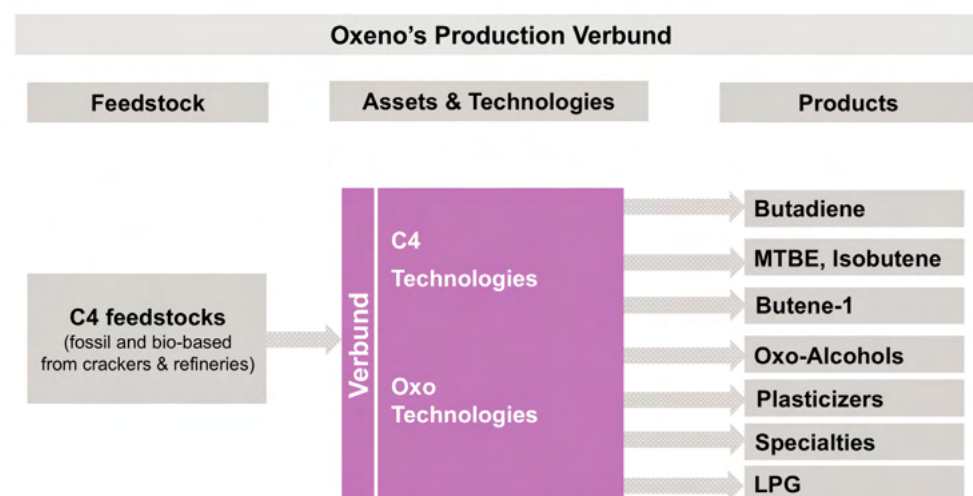 Oxeno's Production Verbund
Feedstock
Assets & Technologies
Products
C4 feedstocks
(fossil and bio-based
from crackers & refineries)
Verbund
C4
Technologies
Oxo
Technologies
Butadiene
MTBE, Isobutene
Butene-1
Oxo-Alcohols
Plasticizers
Specialties
LPG